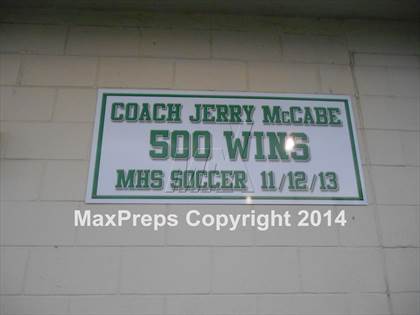 COACH JERRY McCABE
500 WINS
MHS SOCCER 11/12/13
MaxPreps Copyright 2014